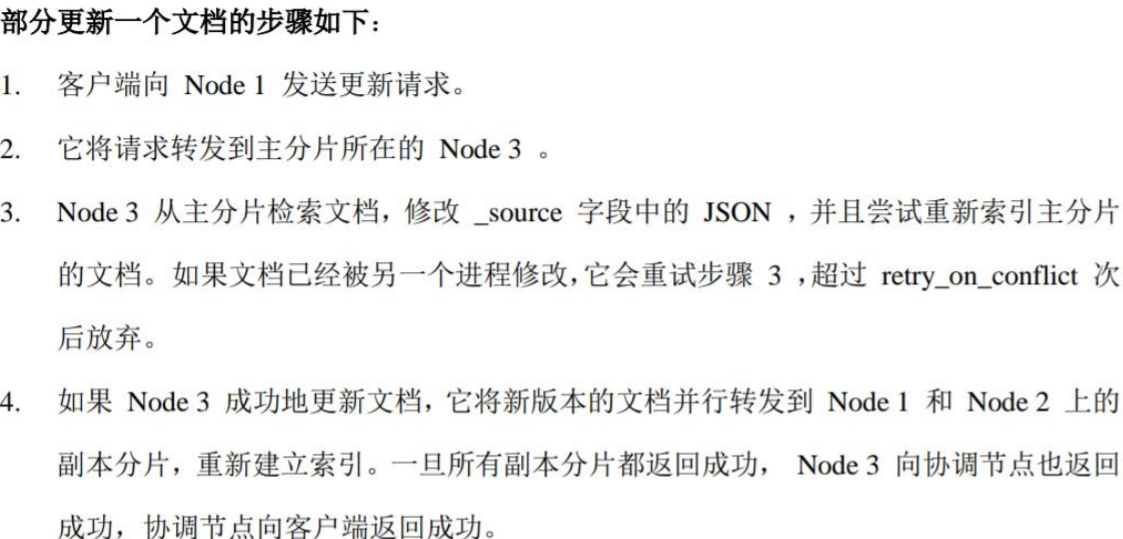 部分更新一个文档的步骤如下：
1. 客户端向 Node 1 发送更新请求。
2. 它将请求转发到主分片所在的 Node 3 。
3. Node 3 从主分片检索文档，修改 _source 字段中的 JSON ，并且尝试重新索引主分片
的文档。如果文档已经被另一个进程修改，它会重试步骤 3 ，超过 retry_on_conflict 次
后放弃。
4. 如果 Node 3 成功地更新文档，它将新版本的文档并行转发到 Node 1 和 Node 2 上的
副本分片，重新建立索引。一旦所有副本分片都返回成功， Node 3 向协调节点也返回
成功，协调节点向客户端返回成功。